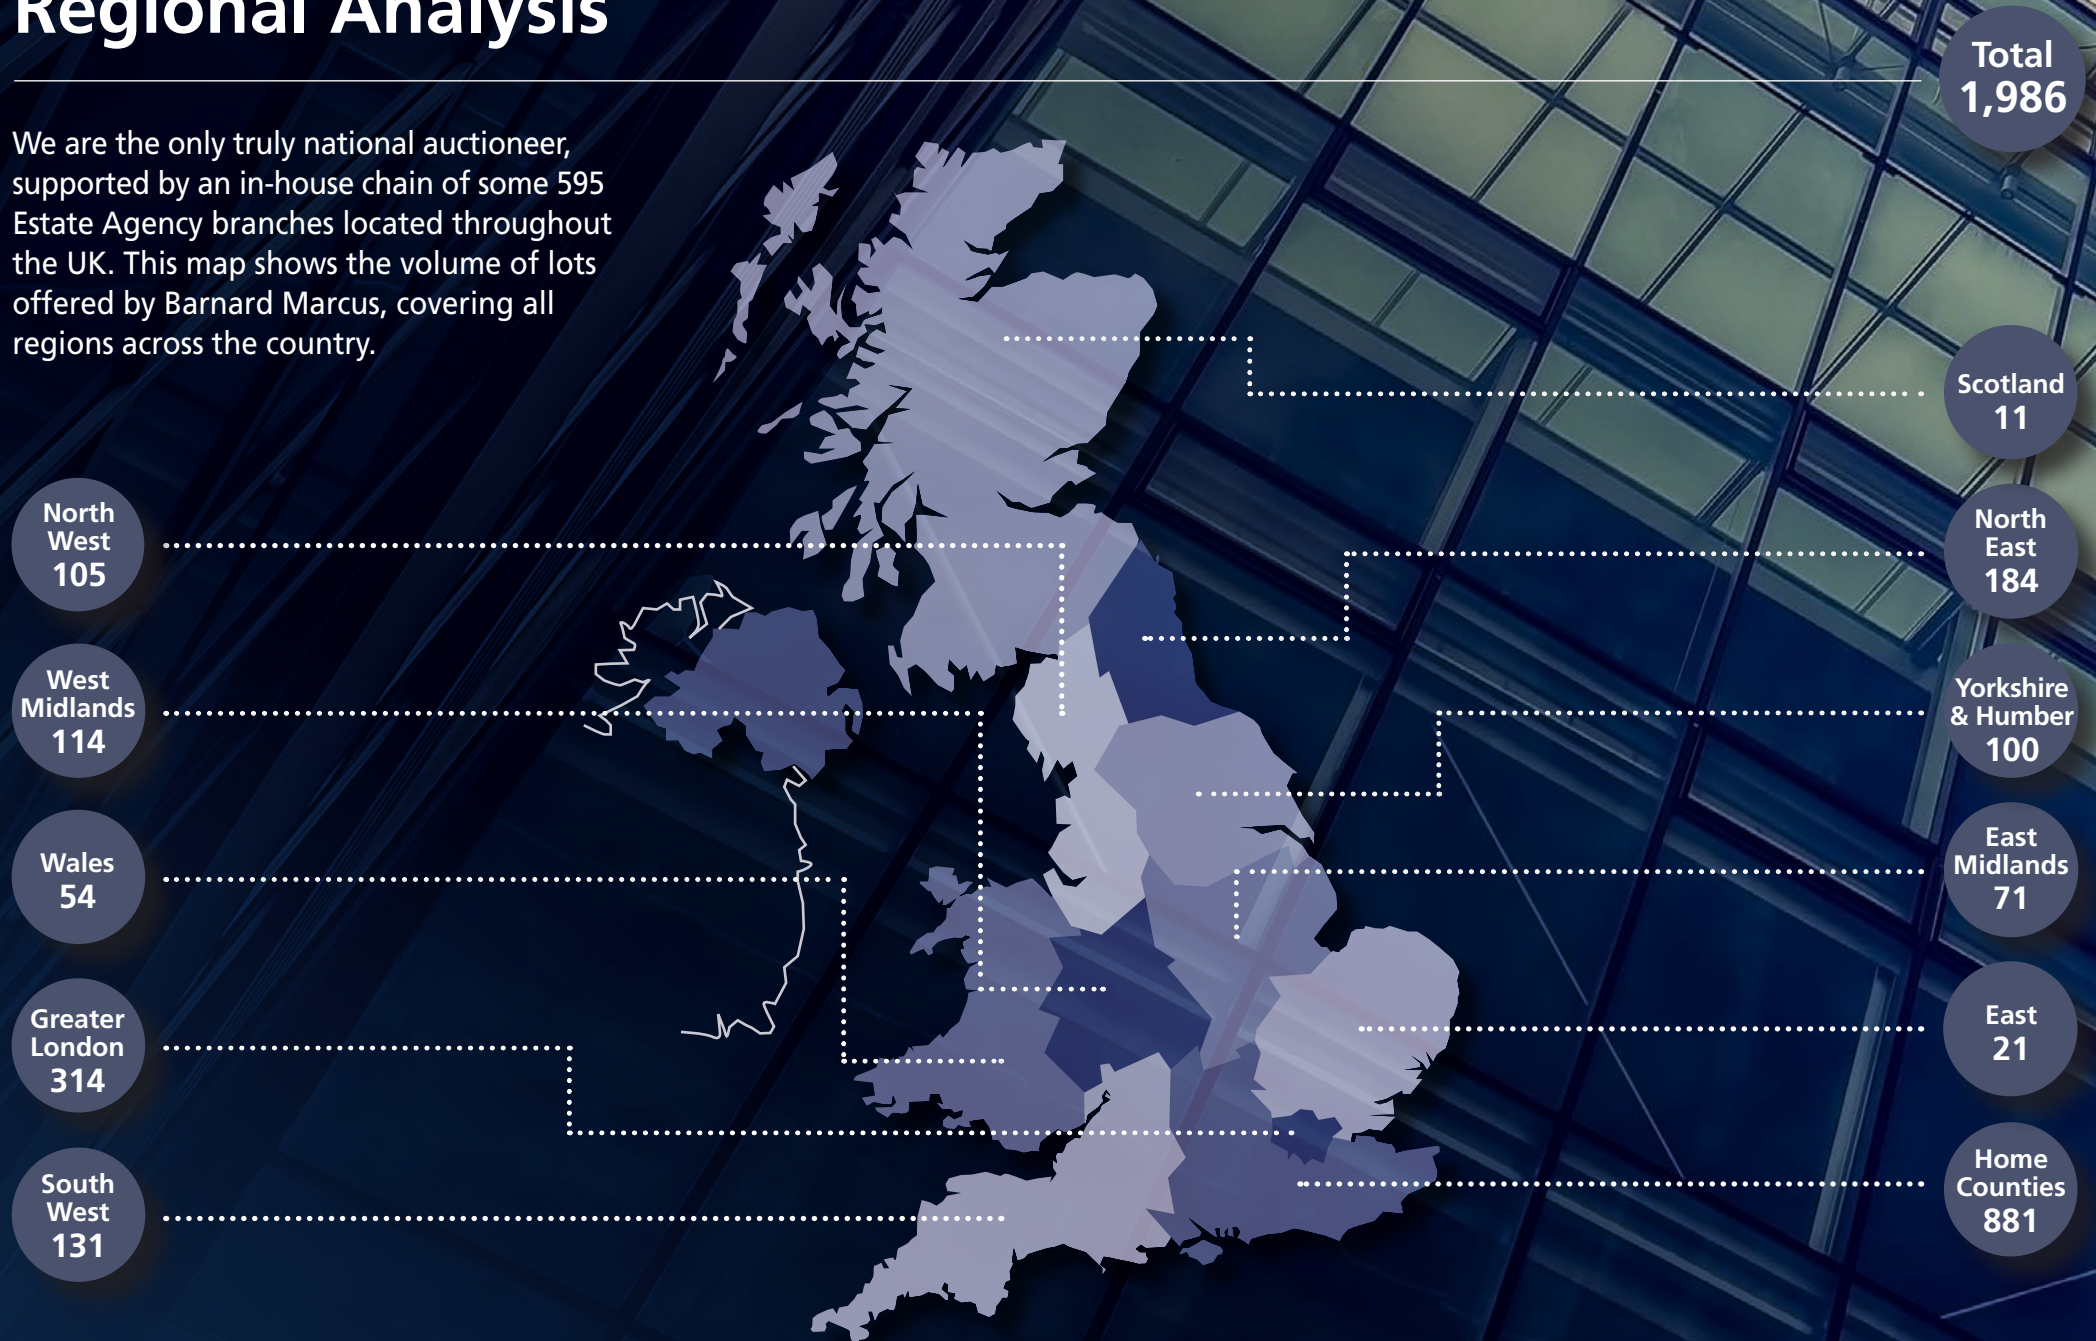 Regional Analysis
Total
1,986
We are the only truly national auctioneer,
supported by an in-house chain of some 595
Estate Agency branches located throughout
the UK. This map shows the volume of lots
offered by Barnard Marcus, covering all
regions across the country.
Scotland
11
North
West
105
North
East
184
West
Midlands
114
Yorkshire
& Humber
100
Wales
54
East
Midlands
71
Greater
London
314
East
21
South
West
131
Home
Counties
881